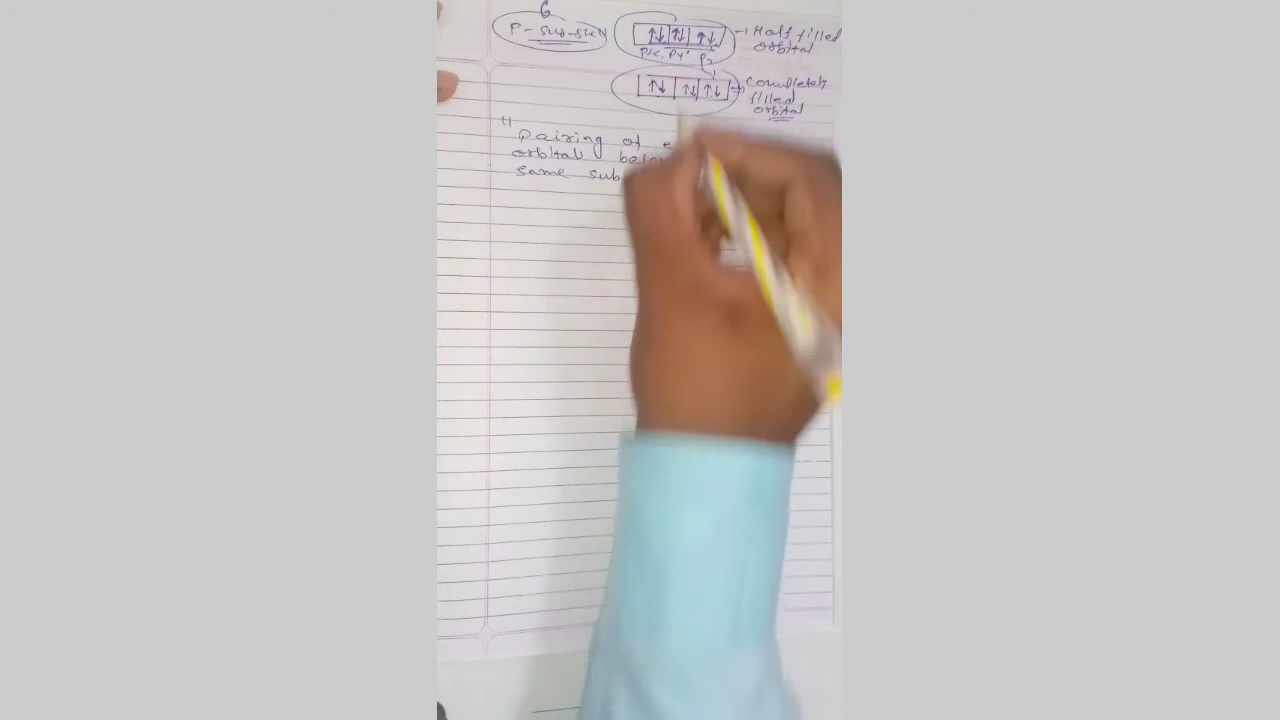 6
P - sub-shell
Half filled
orbital
Px, Py, Pz
Completely
filled
orbital
" Pairing of e
orbital belon
same sub